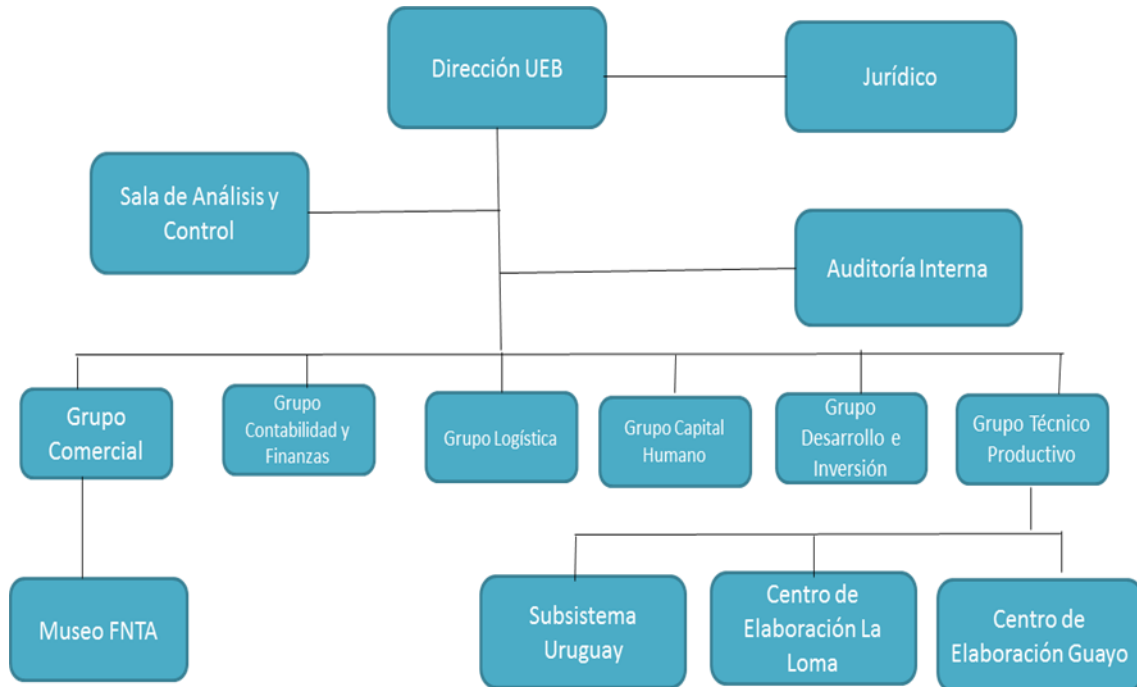 Dirección UEB
Jurídico
Sala de Análisis y
Control
Auditoría Interna
Grupo
Comercial
Grupo
Contabilidad y
Finanzas
Grupo Logística
Grupo Capital
Humano
Grupo
Desarrollo e
Inversión
Grupo Técnico
Productivo
Museo FNTA
Subsistema
Uruguay
Centro de
Elaboración La
Loma
Centro de
Elaboración Guayo